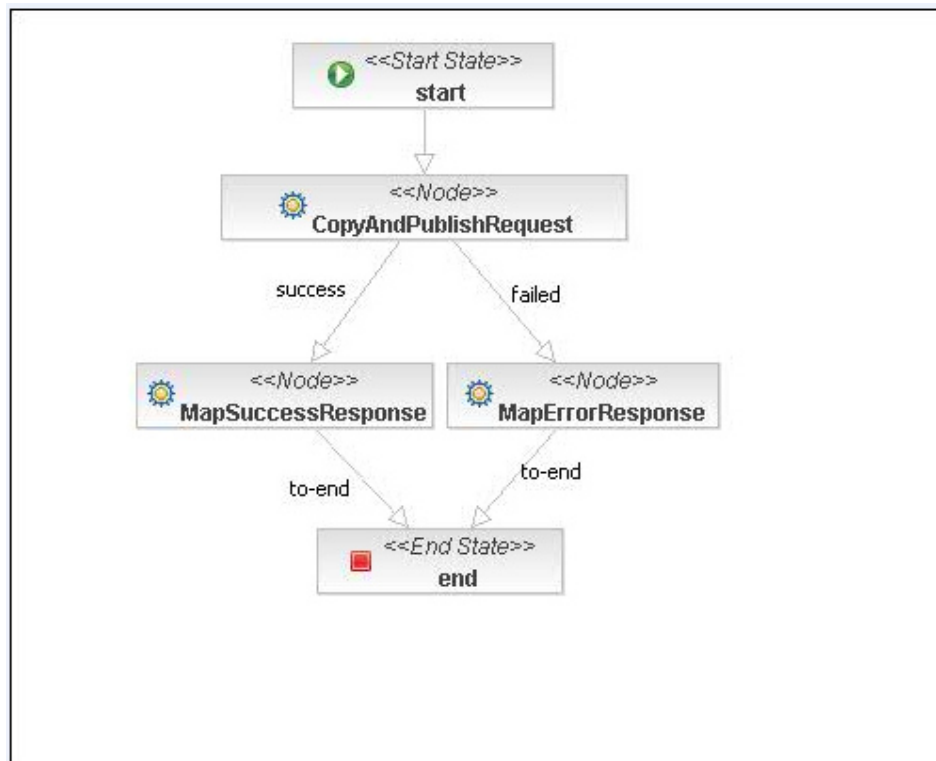 <<Start State>>
start
<<Node>>
CopyAndPublishRequest
success
failed
<<Node>>
MapSuccessResponse
<<Node>>
MapErrorResponse
to-end
to-end
<<End State>>
end